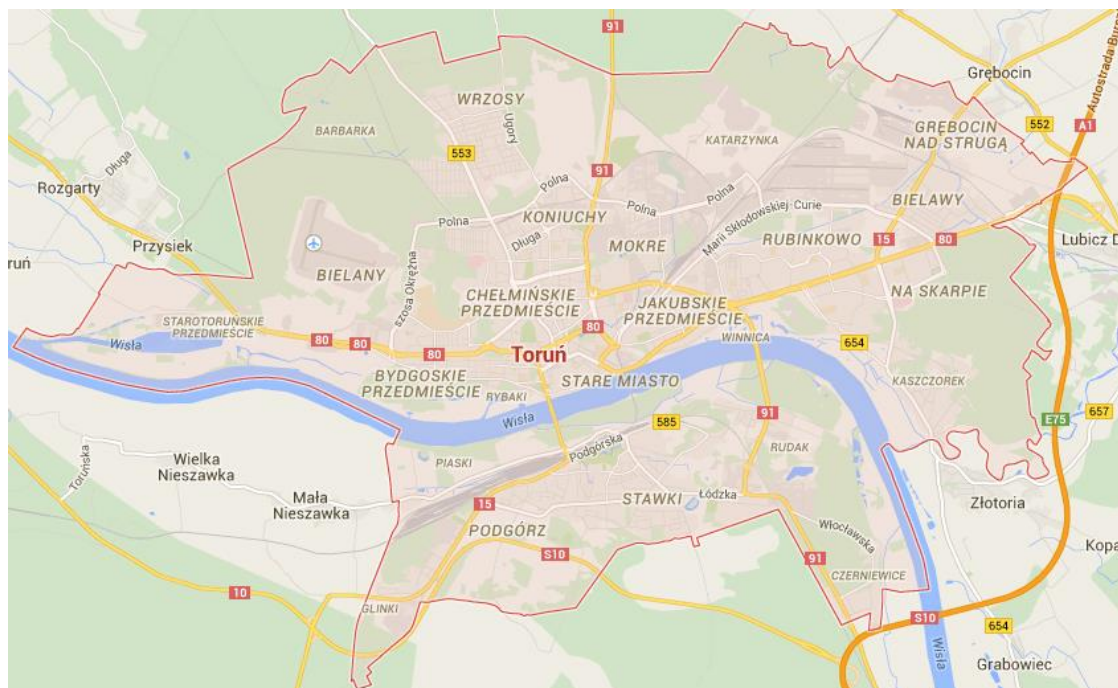 91
Autostrada Bur
Grębocin
WRZOSY
Ugory
BARBARKA
KATARZYNKA
GRĘBOCIN
NAD STRUGĄ
552
A1
553
Długa
91
Rozgarty
Polna
Polna
Polna
BIELAWY
KONIUCHY
Marii Skłodowskiej-Curie
Polna
Długa
MOKRE
RUBINKOWO
15
80
Lubicz D
Przysiek
ruń
BIELANY
szosa Okrężna
CHEŁMIŃSKIE
PRZEDMIEŚCIE
JAKUBSKIE
PRZEDMIEŚCIE
NA SKARPIE
STAROTORUŃSKIE
PRZEDMIEŚCIE
80
80
80
80
Wisła
WINNICA
654
Toruń
BYDGOSKIE
PRZEDMIEŚCIE
STARE MIASTO
KASZCZOREK
RYBAKI
Wisła
91
E75
657
585
Podgórska
Toruńska
Wielka
Nieszawka
PIASKI
RUDAK
Mała
Nieszawka
15
STAWKI
Łódzka
Złotoria
PODGÓRZ
Włocławska
Kopa
S10
91
CZERNIEWICE
10
GLINKI
S10
654
Wisła
Grabowiec